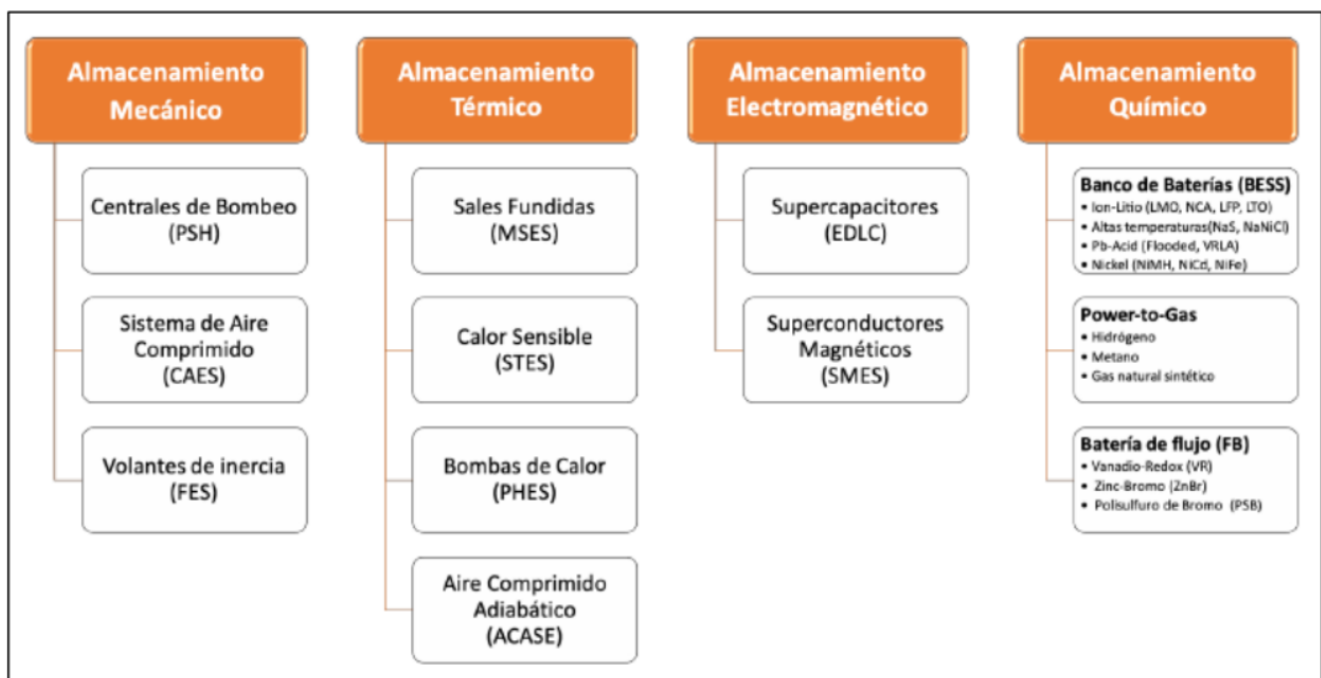 Almacenamiento
Mecánico
Centrales de Bombeo
(PSH)
Sistema de Aire
Comprimido
(CAES)
Volantes de inercia
(FES)
Almacenamiento
Térmico
Sales Fundidas
(MSES)
Calor Sensible
(STES)
Bombas de Calor
(PHES)
Aire Comprimido
Adiabático
(ACASE)
Almacenamiento
Electromagnético
Supercapacitores
(EDLC)
Superconductores
Magnéticos
(SMES)
Almacenamiento
Químico
Banco de Baterías (BESS)
• Ion-Litio (LMO, NCA, LFP, LTO)
• Altas temperaturas(NaS, NaNiCl)
• Pb-Acid (Flooded, VRLA)
• Nickel (NiMH, NiCd, NiFe)
Power-to-Gas
• Hidrógeno
• Metano
• Gas natural sintético
Batería de flujo (FB)
• Vanadio-Redox (VR)
• Zinc-Bromo (ZnBr)
• Polisulfuro de Bromo (PSB)